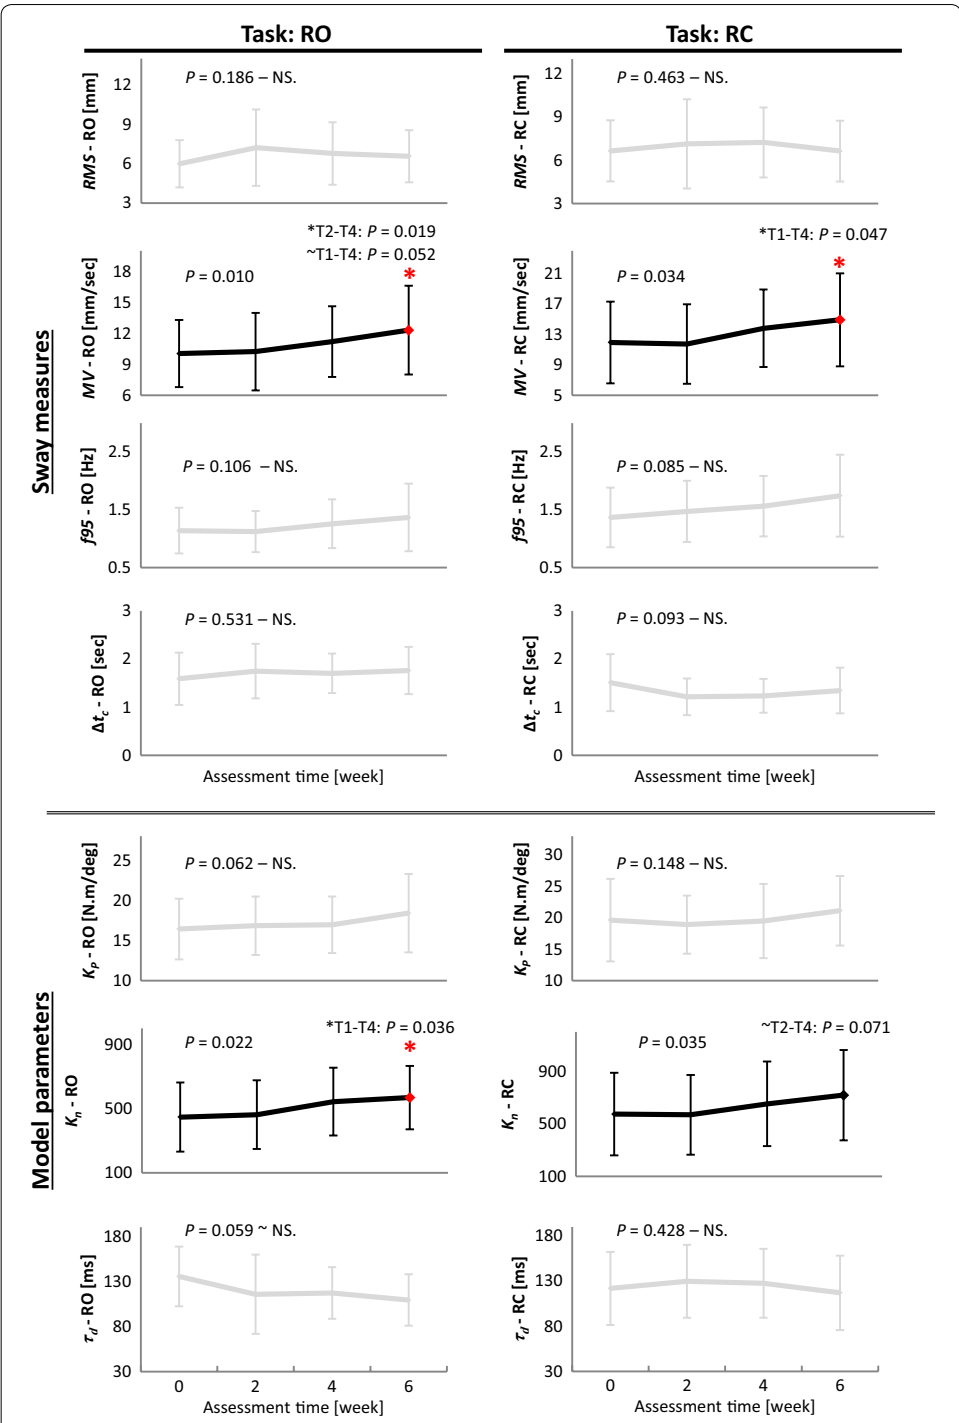 Task: RO
Task: RC
Sway measures
RMS - RO [mm]
12
9
6
3
P = 0.186 – NS.
RMS - RC [mm]
12
9
6
3
P = 0.463 – NS.
*T2-T4: P = 0.019
~T1-T4: P = 0.052
MV - RO [mm/sec]
18
15
12
9
6
P = 0.010
*
*T1-T4: P = 0.047
MV - RC [mm/sec]
21
17
13
9
5
P = 0.034
*
f95 - RO [Hz]
2.5
1.5
0.5
P = 0.106 – NS.
f95 - RC [Hz]
2.5
1.5
0.5
P = 0.085 – NS.
Δtc - RO [sec]
3
2
1
0
P = 0.531 – NS.
Assessment time [week]
Δtc - RC [sec]
3
2
1
0
P = 0.093 – NS.
Assessment time [week]
Model parameters
KP - RO [N.m/deg]
25
20
15
10
P = 0.062 – NS.
KP - RC [N.m/deg]
30
25
20
15
10
P = 0.148 – NS.
*T1-T4: P = 0.036
Kn - RO
900
500
100
P = 0.022
*
~T2-T4: P = 0.071
Kn - RC
900
500
100
P = 0.035
τd - RO [ms]
180
130
80
30
P = 0.059 ~ NS.
0 2 4 6
Assessment time [week]
τd - RC [ms]
180
130
80
30
P = 0.428 – NS.
0 2 4 6
Assessment time [week]